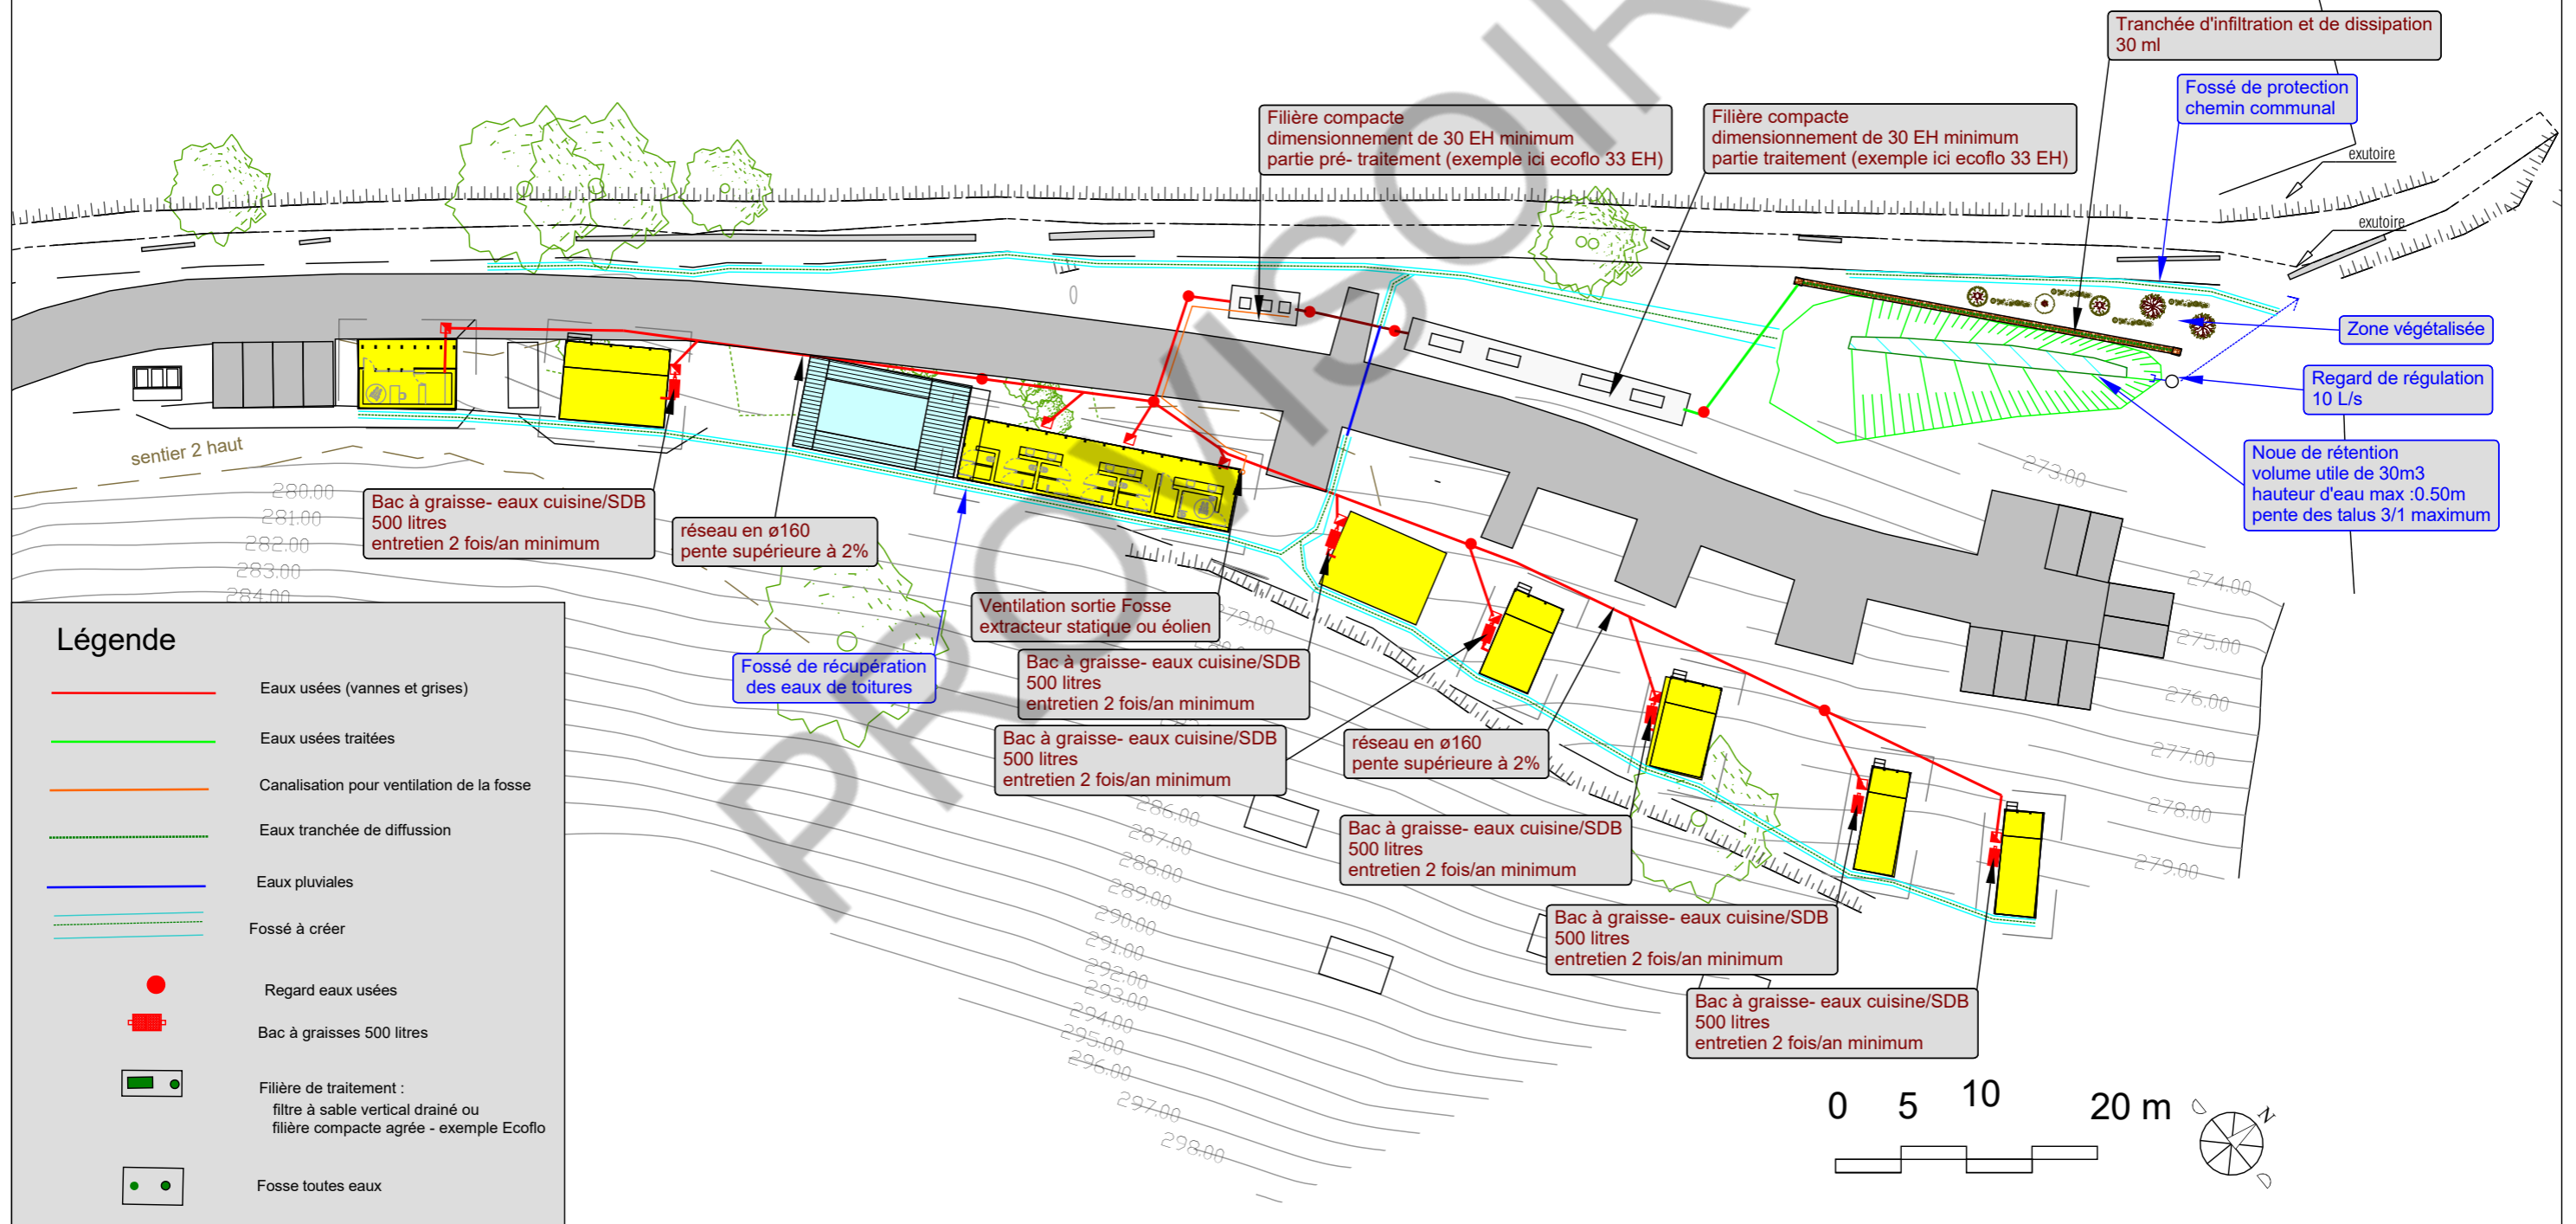 Tranchée d'infiltration et de dissipation
30 ml
Fossé de protection
chemin communal
Filière compacte
dimensionnement de 30 EH minimum
partie pré- traitement (exemple ici ecoflo 33 EH)
Filière compacte
dimensionnement de 30 EH minimum
partie traitement (exemple ici ecoflo 33 EH)
exutoire
exutoire
Zone végétalisée
Regard de régulation
10 L/s
Noue de rétention
volume utile de 30m3
hauteur d'eau max :0.50m
pente des talus 3/1 maximum
sentier 2 haut
280.00
281.00
282.00
283.00
284.00
Bac à graisse- eaux cuisine/SDB
500 litres
entretien 2 fois/an minimum
réseau en ø160
pente supérieure à 2%
Ventilation sortie Fosse
extracteur statique ou éolien
Fossé de récupération
des eaux de toitures
Bac à graisse- eaux cuisine/SDB
500 litres
entretien 2 fois/an minimum
Bac à graisse- eaux cuisine/SDB
500 litres
entretien 2 fois/an minimum
réseau en ø160
pente supérieure à 2%
Bac à graisse- eaux cuisine/SDB
500 litres
entretien 2 fois/an minimum
Bac à graisse- eaux cuisine/SDB
500 litres
entretien 2 fois/an minimum
Bac à graisse- eaux cuisine/SDB
500 litres
entretien 2 fois/an minimum
273.00
274.00
275.00
276.00
277.00
278.00
279.00
286.00
287.00
288.00
289.00
290.00
291.00
292.00
293.00
294.00
295.00
296.00
297.00
298.00
Légende
Eaux usées (vannes et grises)
Eaux usées traitées
Canalisation pour ventilation de la fosse
Eaux tranchée de diffussion
Eaux pluviales
Fossé à créer
Regard eaux usées
Bac à graisses 500 litres
Filière de traitement :
filtre à sable vertical drainé ou
filière compacte agrée - exemple Ecoflo
Fosse toutes eaux
0 5 10 20 m
N
PROVISOIR